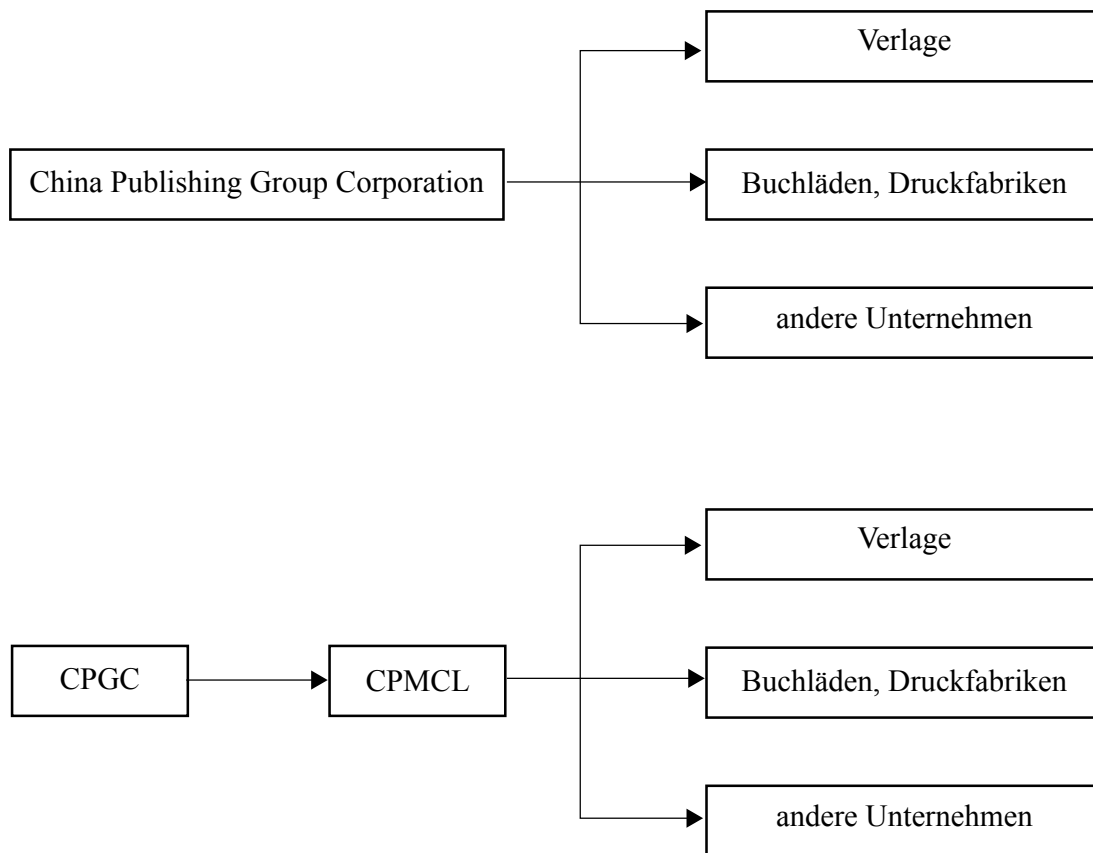 Verlage
China Publishing Group Corporation
Buchläden, Druckfabriken
andere Unternehmen
Verlage
CPGC
CPMCL
Buchläden, Druckfabriken
andere Unternehmen